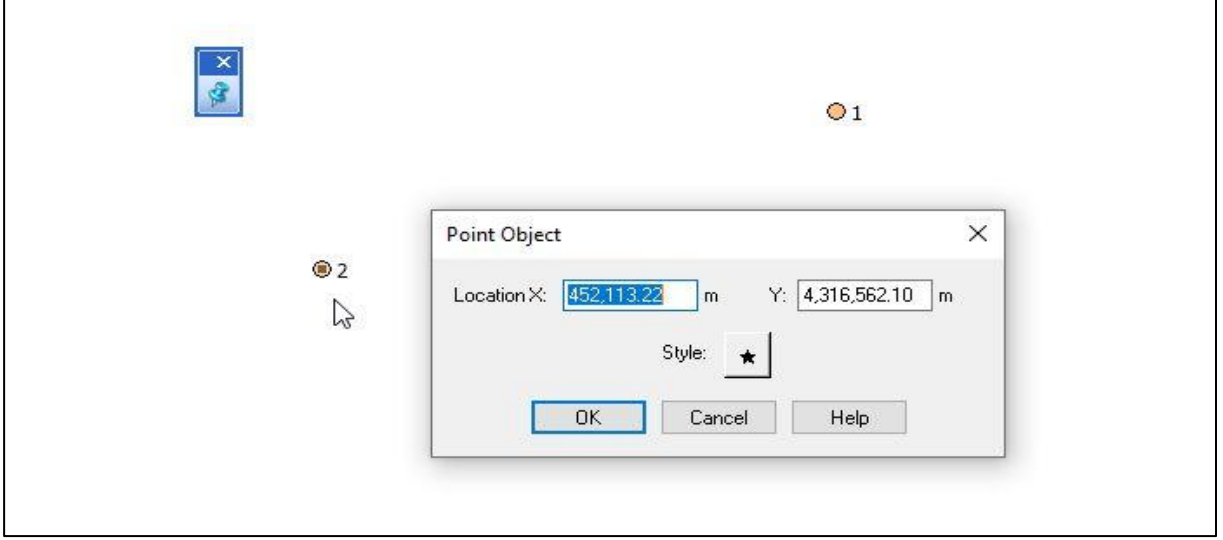 1
Point Object
2
Location X: 452,113.22 m Y: 4,316,562.10 m
Style:
OK Cancel Help